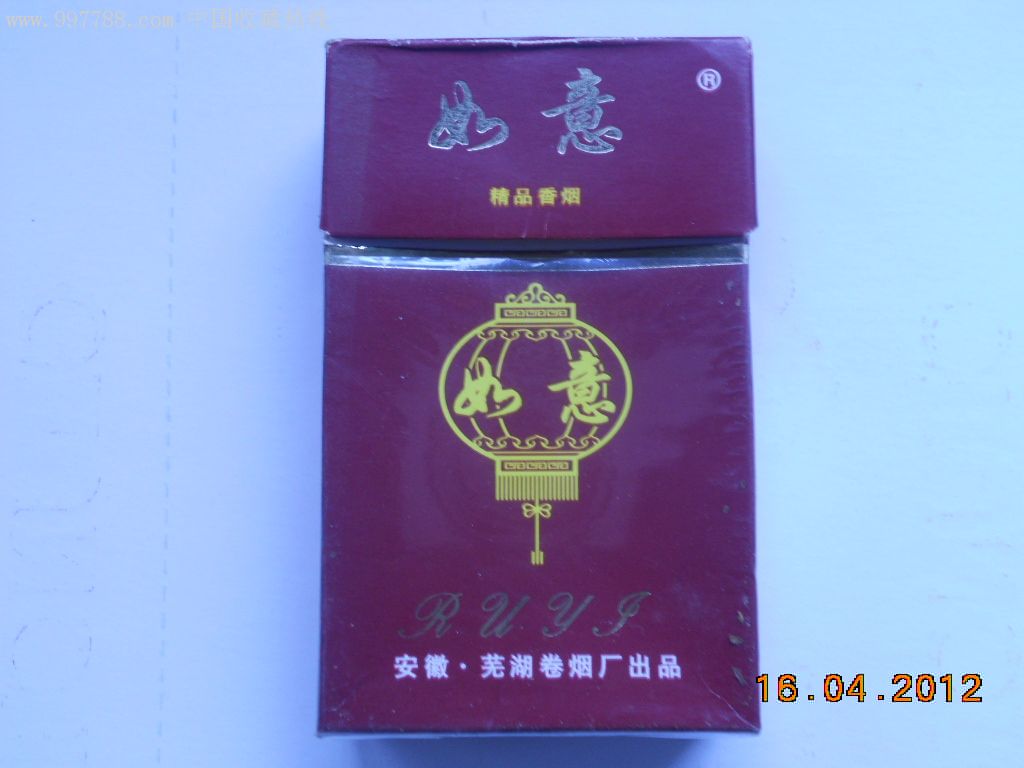 www.997788.com 中国收藏热线
如意®
精品香烟
如意
RUYI
安徽·芜湖卷烟厂出品
16.04.2012